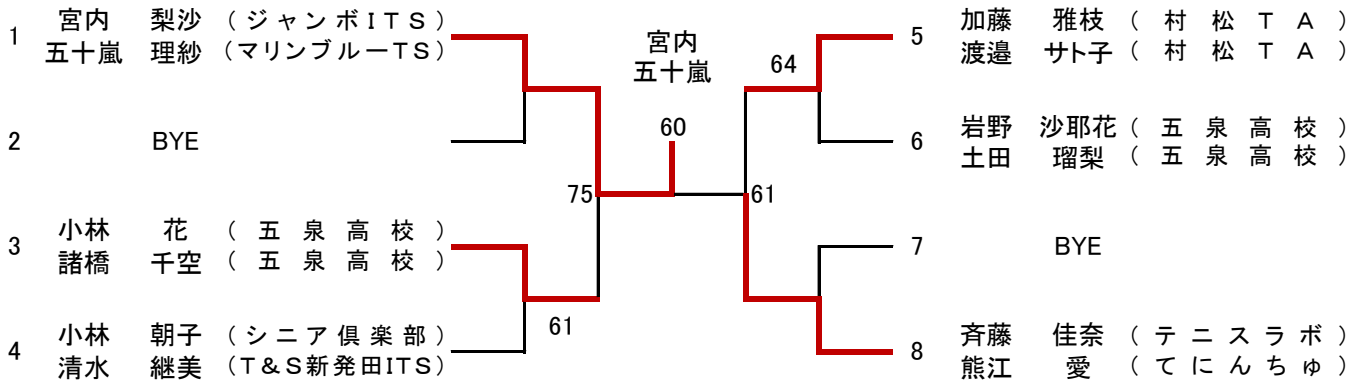 1 宮内 梨沙 (ジャンボITS)
五十嵐 理紗 (マリンブルーTS)
2 BYE
3 小林 花 (五泉高校)
諸橋 千空 (五泉高校)
4 小林 朝子 (シニア倶楽部)
清水 継美 (T&S新発田ITS)
61
75
宮内
五十嵐
60
64
61
5 加藤 雅枝 (村松TA)
渡邉 サト子 (村松TA)
6 岩野 沙耶花 (五泉高校)
土田 瑠梨 (五泉高校)
7 BYE
8 斉藤 佳奈 (テニスラボ)
熊江 愛 (てにんちゅ)